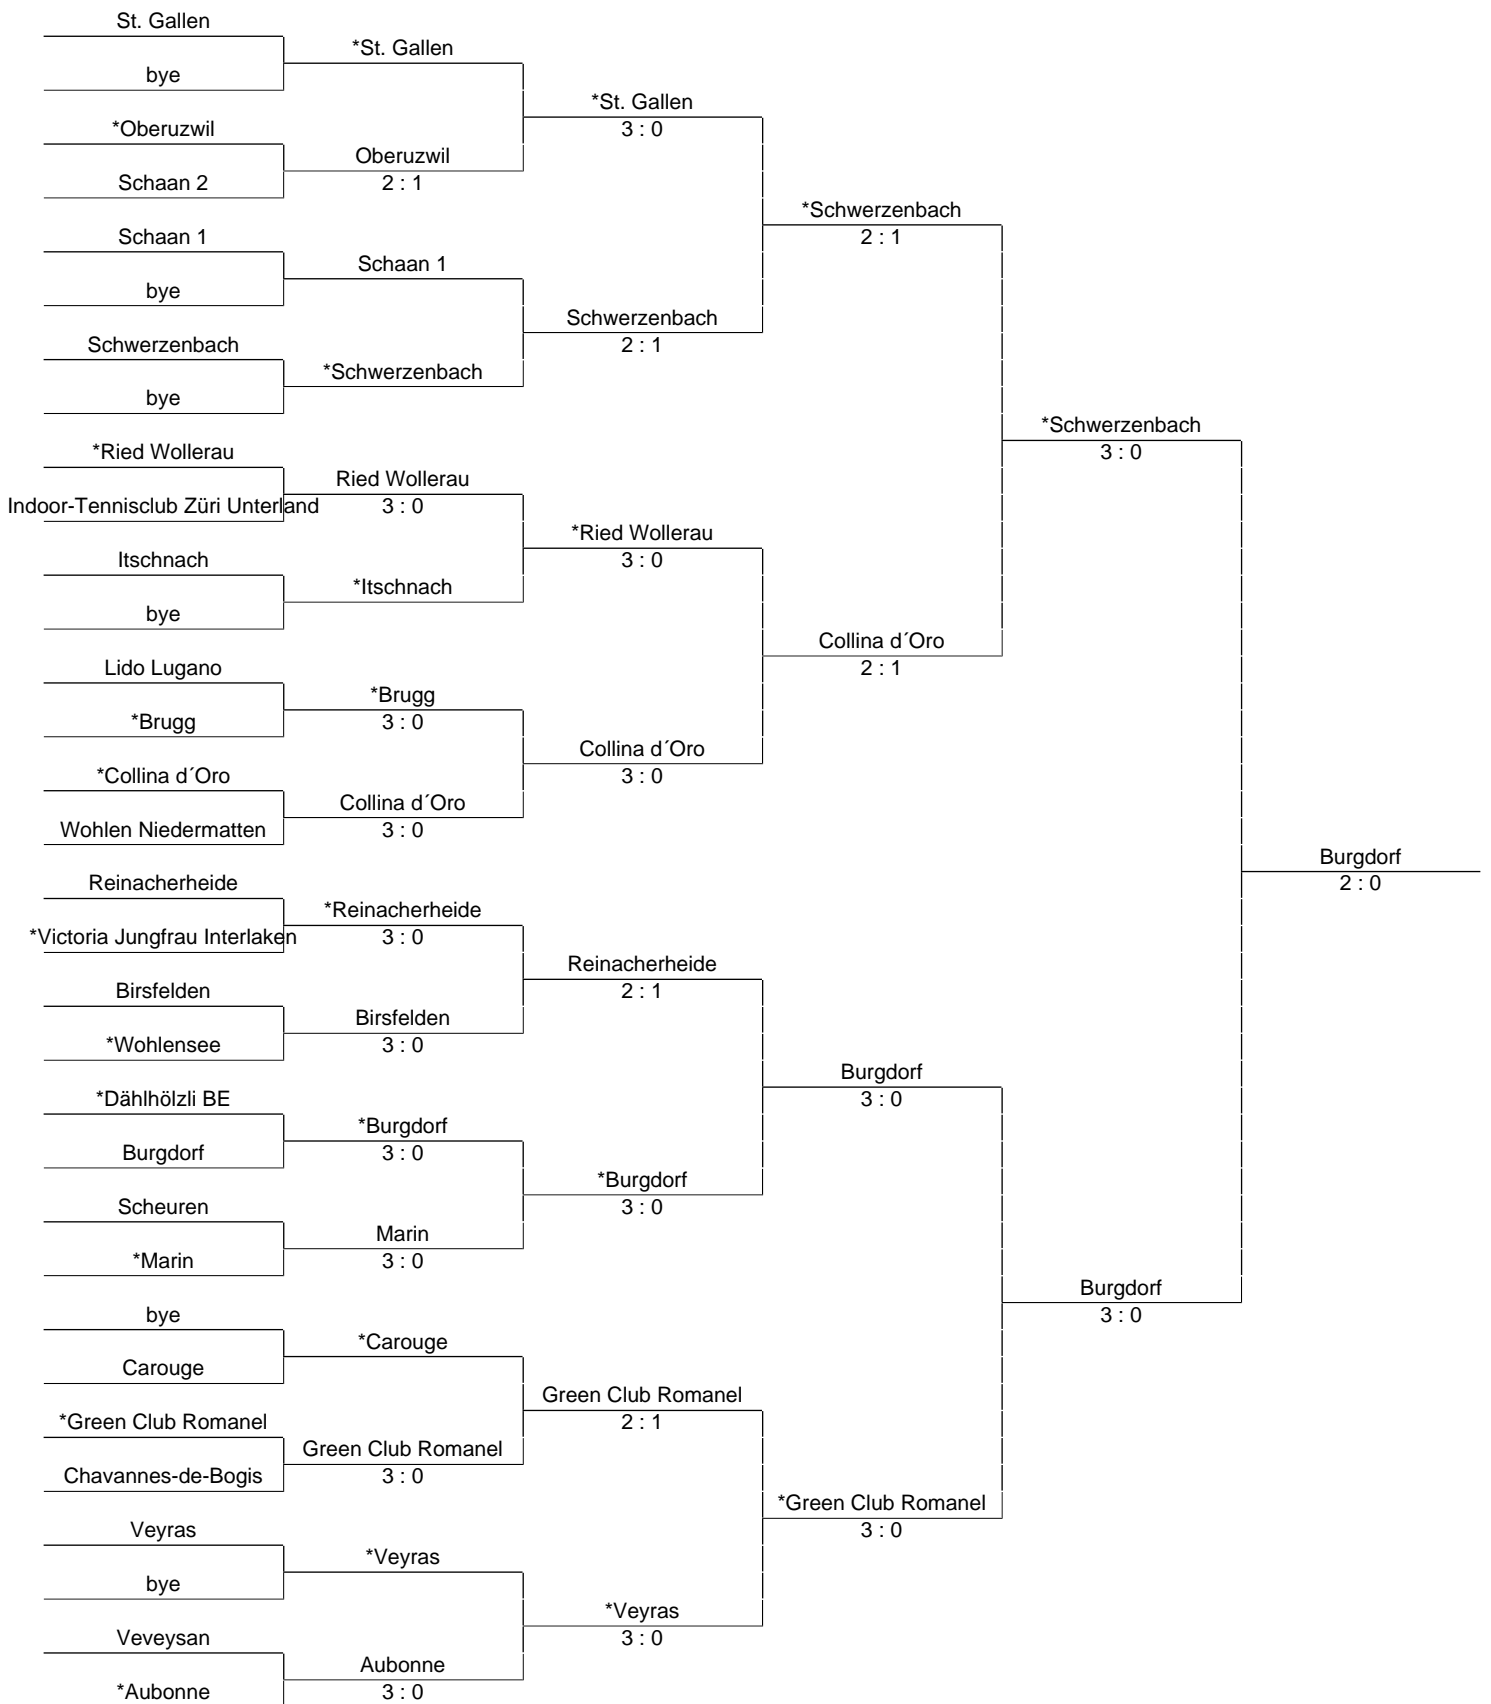 St. Gallen
bye
*Oberuzwil
Schaan 2
Schaan 1
bye
Schwerzenbach
bye
*Ried Wollerau
Indoor-Tennisclub Züri Unterland
Itschnach
bye
Lido Lugano
*Brugg
*Collina d´Oro
Wohlen Niedermatten
Reinacherheide
*Victoria Jungfrau Interlaken
Birsfelden
*Wohlensee
*Dählhölzli BE
Burgdorf
Scheuren
*Marin
bye
Carouge
*Green Club Romanel
Chavannes-de-Bogis
Veyras
bye
Veveysan
*Aubonne
*St. Gallen
Oberuzwil
2 : 1
Schaan 1
*Schwerzenbach
Ried Wollerau
3 : 0
*Itschnach
*Brugg
3 : 0
Collina d´Oro
3 : 0
*Reinacherheide
3 : 0
Birsfelden
3 : 0
*Burgdorf
3 : 0
Marin
3 : 0
*Carouge
Green Club Romanel
3 : 0
*Veyras
Aubonne
3 : 0
*St. Gallen
3 : 0
Schwerzenbach
2 : 1
*Ried Wollerau
3 : 0
Collina d´Oro
3 : 0
Reinacherheide
2 : 1
*Burgdorf
3 : 0
Green Club Romanel
2 : 1
*Veyras
3 : 0
*Schwerzenbach
2 : 1
Collina d´Oro
2 : 1
Burgdorf
3 : 0
*Green Club Romanel
3 : 0
*Schwerzenbach
3 : 0
Burgdorf
3 : 0
Burgdorf
2 : 0